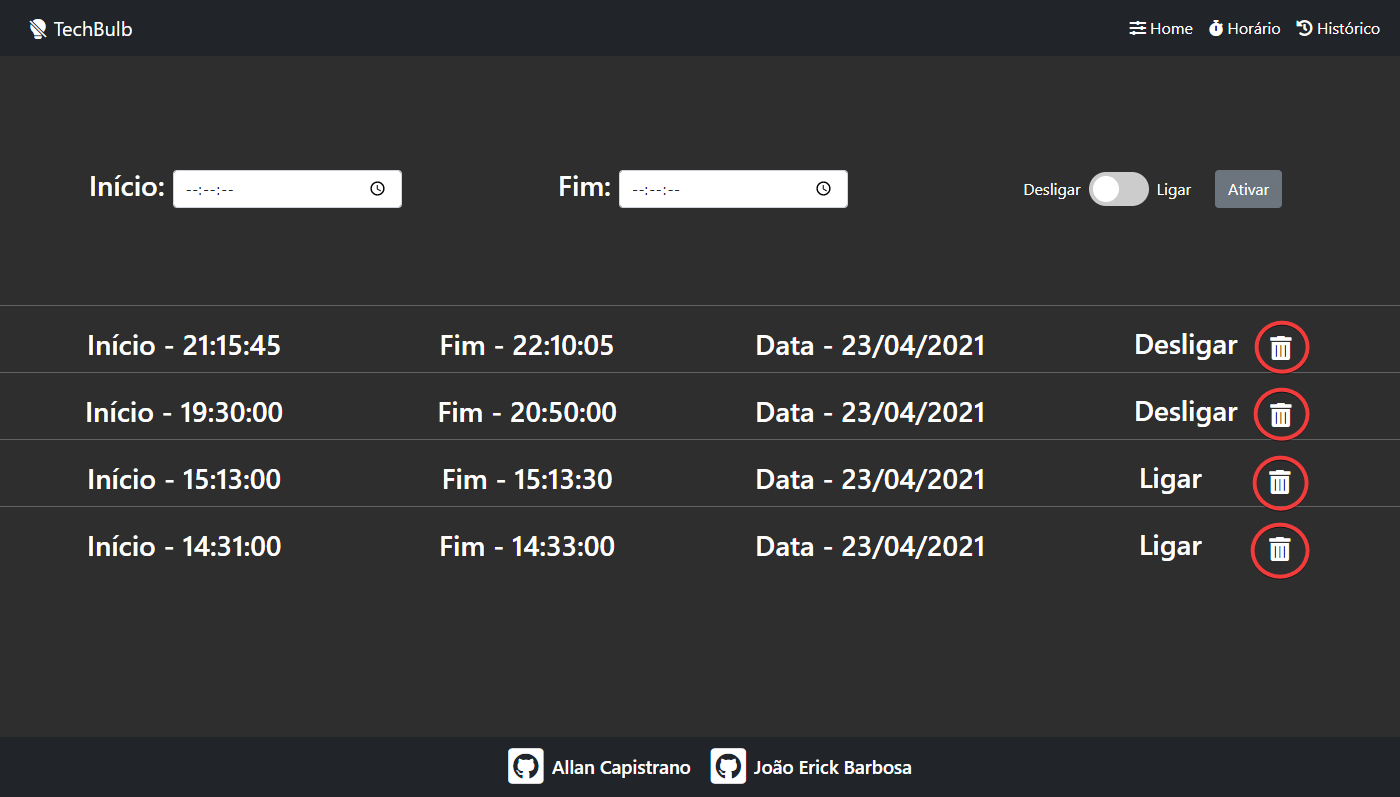 TechBulb Home Horário Histórico
Início: --:--:-- Fim: --:--:-- Desligar Ligar Ativar
Início - 21:15:45 Fim - 22:10:05 Data - 23/04/2021 Desligar
Início - 19:30:00 Fim - 20:50:00 Data - 23/04/2021 Desligar
Início - 15:13:00 Fim - 15:13:30 Data - 23/04/2021 Ligar
Início - 14:31:00 Fim - 14:33:00 Data - 23/04/2021 Ligar
Allan Capistrano João Erick Barbosa